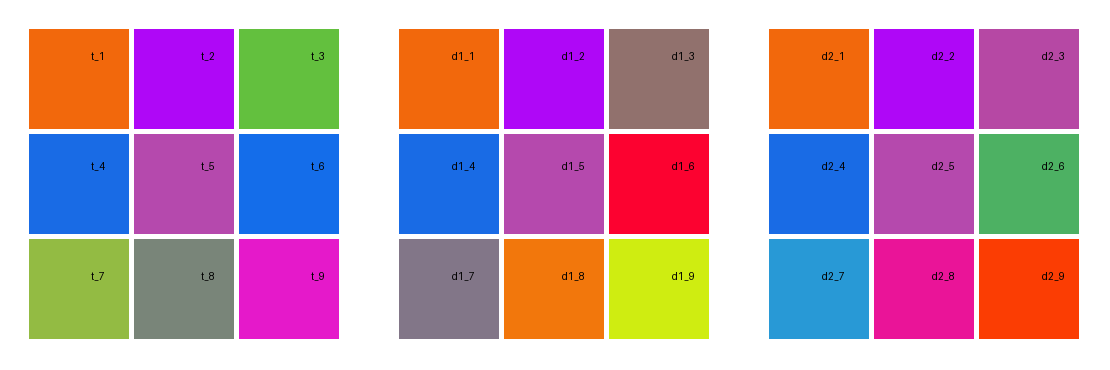 t_1 t_2 t_3 d1_1 d1_2 d1_3 d2_1 d2_2 d2_3
t_4 t_5 t_6 d1_4 d1_5 d1_6 d2_4 d2_5 d2_6
t_7 t_8 t_9 d1_7 d1_8 d1_9 d2_7 d2_8 d2_9